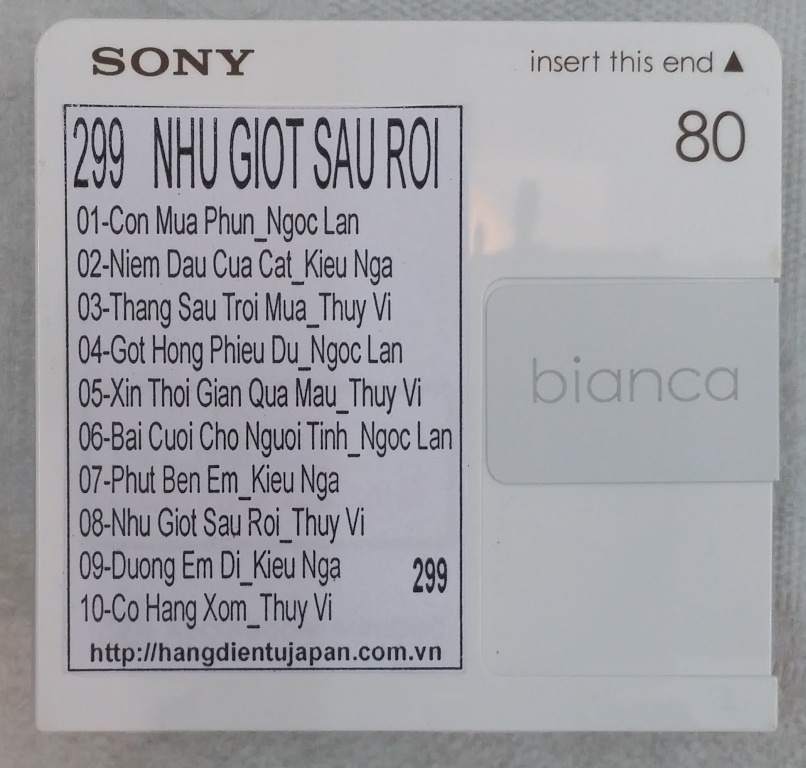 SONY
insert this end ▲
80
299 NHU GIOT SAU ROI
01-Con Mua Phun_Ngoc Lan
02-Niem Dau Cua Cat_Kieu Nga
03-Thang Sau Troi Mua_Thuy Vi
04-Got Hong Phieu Du_Ngoc Lan
05-Xin Thoi Gian Qua Mau_Thuy Vi
06-Bai Cuoi Cho Nguoi Tinh_Ngoc Lan
07-Phut Ben Em_Kieu Nga
08-Nhu Giot Sau Roi_Thuy Vi
09-Duong Em Di_Kieu Nga
299
10-Co Hang Xom_Thuy Vi
http://hangdientujapan.com.vn
bianca